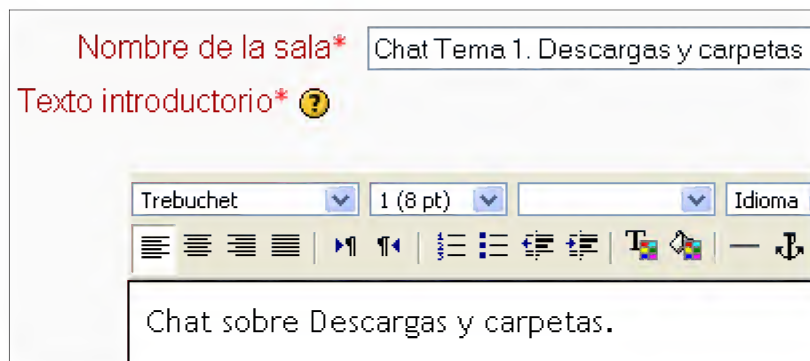 Nombre de la sala* Chat Tema 1. Descargas y carpetas
Texto introductorio* ?
Trebuchet 1 (8 pt) Idioma
Chat sobre Descargas y carpetas.